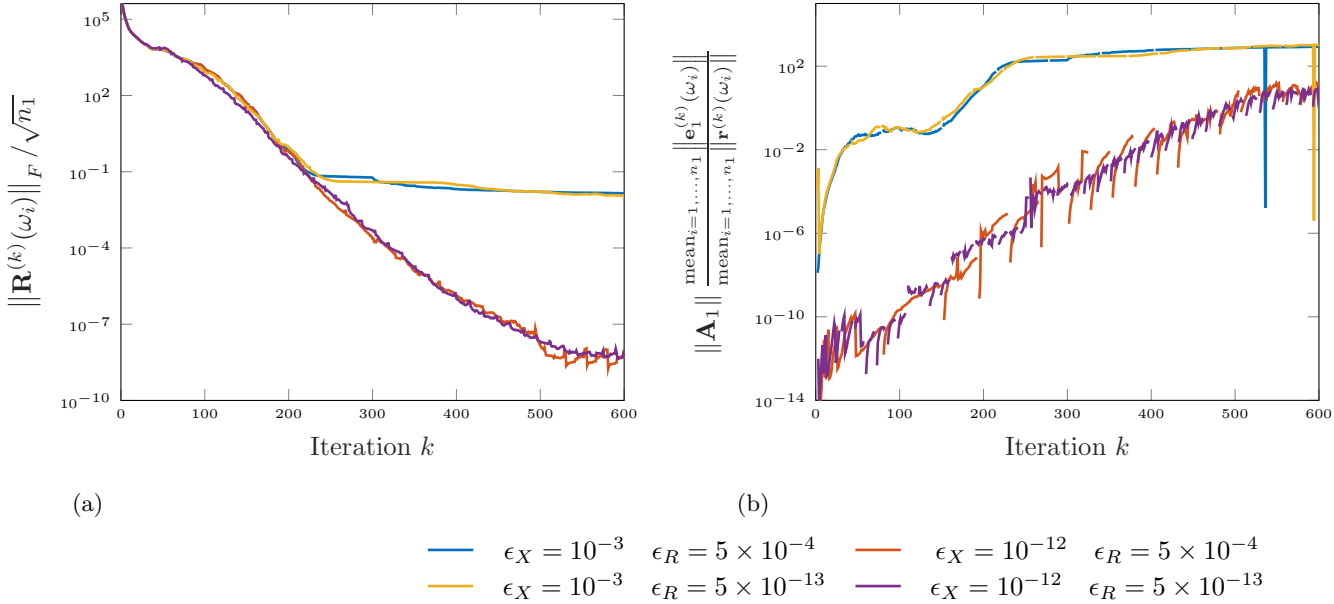 10^5
10^2
10^-1
10^-4
10^-7
10^-10
0 100 200 300 400 500 600
Iteration k
||R^(k)(ω_i)||_F / √n_1
(a)
10^2
10^-2
10^-6
10^-10
10^-14
0 100 200 300 400 500 600
Iteration k
||A_1|| mean_{i=1,...,n_1} ||e_1^(k)(ω_i)|| / mean_{i=1,...,n_1} ||r^(k)(ω_i)||
(b)
ϵ_X = 10^-3 ϵ_R = 5 × 10^-4
ϵ_X = 10^-12 ϵ_R = 5 × 10^-4
ϵ_X = 10^-3 ϵ_R = 5 × 10^-13
ϵ_X = 10^-12 ϵ_R = 5 × 10^-13